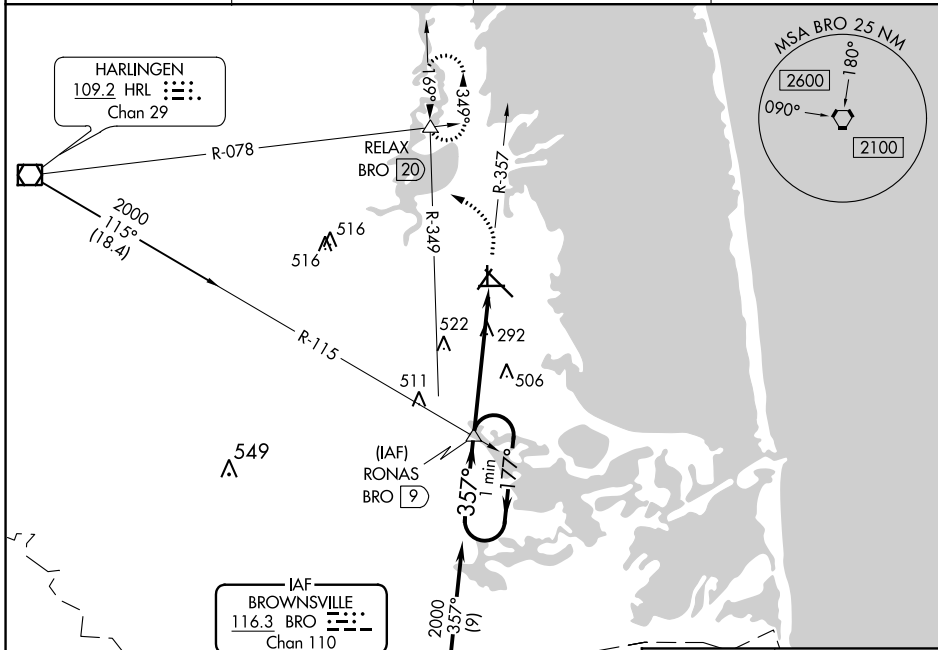 MSA BRO 25 NM
180°
2600
090°
2100
HARLINGEN
109.2 HRL
Chan 29
169°
349°
R-078
RELAX
BRO 20
R-357
R-349
2000
115°
(18.4)
516
516
R-115
522
292
511
506
549
(IAF)
RONAS
BRO 9
357°
1 min
177°
IAF
BROWNSVILLE
116.3 BRO
Chan 110
2000
357°
(9)